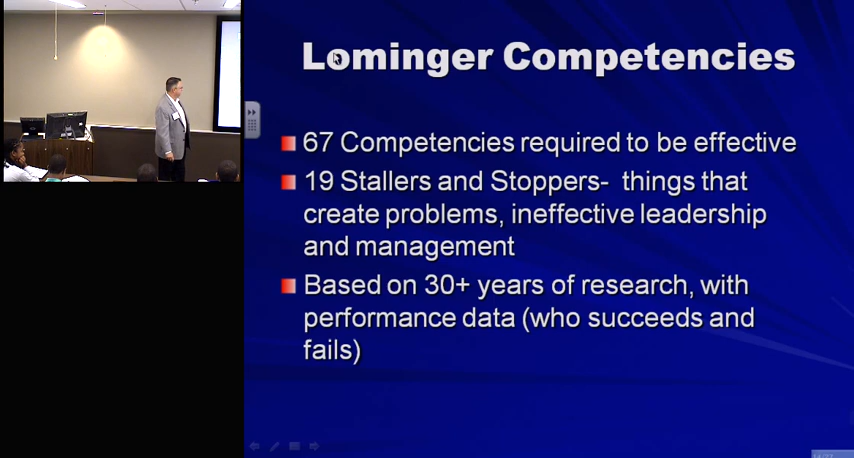 Lominger Competencies
67 Competencies required to be effective
19 Stallers and Stoppers- things that
create problems, ineffective leadership
and management
Based on 30+ years of research, with
performance data (who succeeds and
fails)